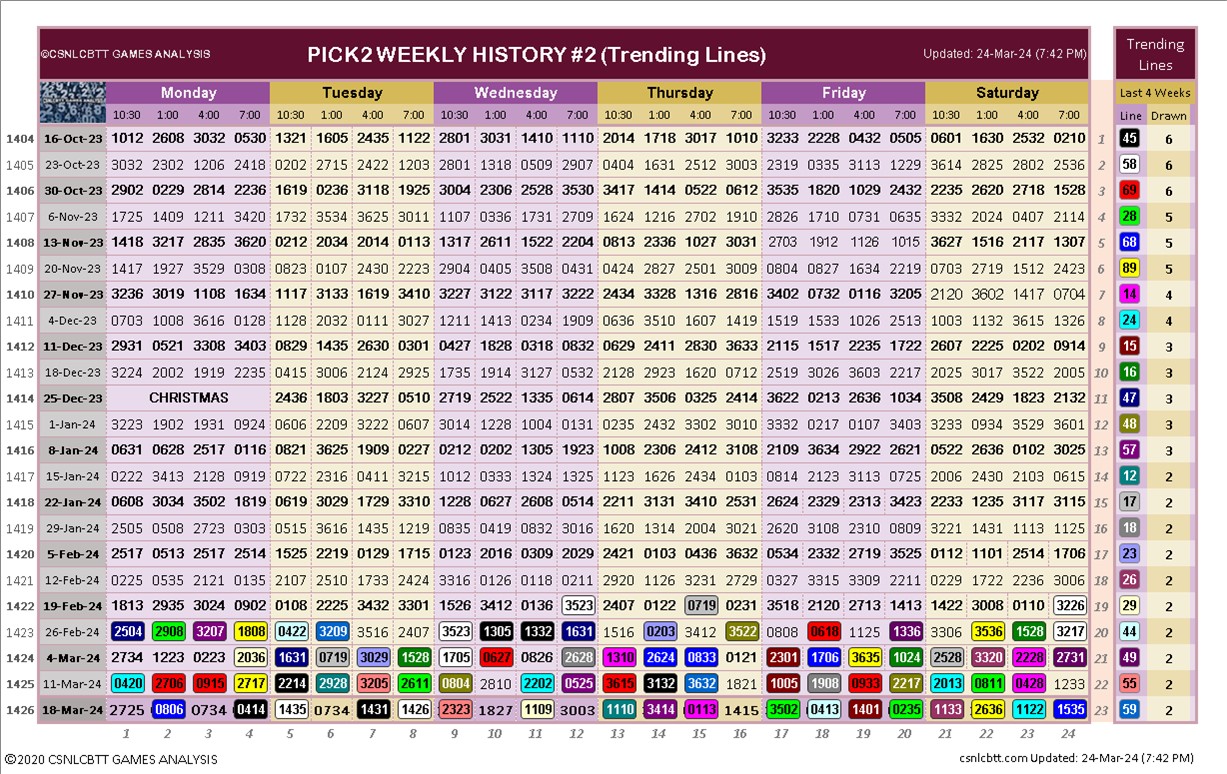 ©2020 CSNLCBTT GAMES ANALYSIS PICK2 WEEKLY HISTORY #2 (Trending Lines) Updated: 24-Mar-24 (7:42 PM) Trending Lines
Monday Tuesday Wednesday Thursday Friday Saturday Last 4 Weeks
10:30 1:00 4:00 7:00 10:30 1:00 4:00 7:00 10:30 1:00 4:00 7:00 10:30 1:00 4:00 7:00 10:30 1:00 4:00 7:00 10:30 1:00 4:00 7:00 Line Drawn
1404 16-Oct-23 1012 2608 3032 0530 1321 1605 2435 1122 2801 3031 1410 1110 2014 1718 3017 1010 3233 2228 0432 0505 0601 1630 2532 0210 1 45 6
1405 23-Oct-23 3032 2302 1206 2418 0202 2715 2422 1203 2801 1318 0509 2907 0404 1631 2512 3003 2319 0335 3113 1229 3614 2825 2802 2536 2 58 6
1406 30-Oct-23 2902 0229 2814 2236 1619 0236 3118 1925 3004 2306 2528 3530 3417 1414 0522 0612 3535 1820 1029 2432 2235 2620 2718 1528 3 69 6
1407 6-Nov-23 1725 1409 1211 3420 1732 3534 3625 3011 1107 0336 1731 2709 1624 1216 2702 1910 2826 1710 0731 0635 3332 2024 0407 2114 4 28 5
1408 13-Nov-23 1418 3217 2835 3620 0212 2034 2014 0113 1317 2611 1522 2204 0813 2336 1027 3031 2703 1912 1126 1015 3627 1516 2117 1307 5 68 5
1409 20-Nov-23 1417 1927 3529 0308 0823 0107 2430 2223 2904 0405 3508 0431 0424 2827 2501 3009 0804 0827 1634 2219 0703 2719 1512 2423 6 89 5
1410 27-Nov-23 3236 3019 1108 1634 1117 3133 1619 3410 3227 3122 3117 3222 2434 3328 1316 2816 3402 0732 0116 3205 2120 3602 1417 0704 7 14 4
1411 4-Dec-23 0703 1008 3616 0128 1128 2032 0111 3027 1211 1413 0234 1909 0636 3510 1607 1419 1519 1533 1026 2513 1003 1132 3615 1326 8 24 4
1412 11-Dec-23 2931 0521 3308 3403 0829 1435 2630 0301 0427 1828 0318 0832 0629 2411 2830 3633 2115 1517 2235 1722 2607 2225 0202 0914 9 15 3
1413 18-Dec-23 3224 2002 1919 2235 0415 3006 2124 2925 1735 1914 3127 0532 2128 2923 1620 0712 2519 3026 3603 2217 2025 3017 3522 2005 10 16 3
1414 25-Dec-23 CHRISTMAS 2436 1803 3227 0510 2719 2522 1335 0614 2807 3506 0325 2414 3622 0213 2636 1034 3508 2429 1823 2132 11 47 3
1415 1-Jan-24 3223 1902 1931 0924 0606 2209 3222 0607 3014 1228 1004 0131 0235 2432 3302 3010 3332 0217 0107 3403 3233 0934 3529 3601 12 48 3
1416 8-Jan-24 0631 0628 2517 0116 0821 3625 1909 0227 0212 0205 1305 1923 1008 2306 2412 3108 2109 3634 2922 2621 0522 2636 0102 3025 13 57 3
1417 15-Jan-24 0222 3413 2128 0919 0722 2316 0411 3215 1012 0333 1324 1325 1123 1626 2434 0103 0814 2123 3113 0725 2006 2430 2103 0615 14 12 2
1418 22-Jan-24 0608 3034 3502 1819 0619 3029 1729 3310 1228 0627 2608 0514 2211 3131 3410 2531 2624 2329 2313 3423 2233 1235 3117 3115 15 17 2
1419 29-Jan-24 2505 0508 2723 0303 0515 3616 1435 1219 0835 0419 0832 3016 1620 1314 2004 3021 2620 3108 2310 0809 3221 1431 1113 1125 16 18 2
1420 5-Feb-24 2517 0513 2517 2514 1525 2219 0129 1715 0123 2016 0309 2029 2421 0103 0436 3632 0534 2332 2719 3525 0112 1101 2514 1706 17 23 2
1421 12-Feb-24 0225 0535 2121 0135 2107 2510 1733 2424 3316 0126 0118 0211 2920 1126 3231 2729 0327 3315 3309 2211 0229 1722 2236 3006 18 26 2
1422 19-Feb-24 1813 2935 3024 0902 0108 2225 3432 3301 1526 3412 0136 3523 2407 0122 0719 0231 3518 2120 2713 1413 1422 3008 0110 3226 19 29 2
1423 26-Feb-24 2504 2908 3207 1808 0422 3209 3516 2407 3523 1305 1332 1631 1516 0203 3412 3522 0808 0618 1125 1336 3306 3536 1528 3217 20 44 2
1424 4-Mar-24 2734 1223 0223 2036 1631 0719 3029 1528 1705 0627 0826 2628 1310 2624 0833 0121 2301 1706 3635 1024 2528 3320 2228 2731 21 49 2
1425 11-Mar-24 0420 2706 0915 2717 2214 2928 3205 2611 0804 2810 2202 0525 3615 3132 3632 1821 1005 1908 0933 2217 2013 0811 0428 1233 22 55 2
1426 18-Mar-24 2725 0806 0734 0414 1435 0734 1431 1426 2323 1827 1109 3003 1110 3414 0113 1415 3502 0413 1401 0235 1133 2636 1122 1535 23 59 2
1 2 3 4 5 6 7 8 9 10 11 12 13 14 15 16 17 18 19 20 21 22 23 24
©2020 CSNLCBTT GAMES ANALYSIS csnlcbtt.com Updated: 24-Mar-24 (7:42 PM)